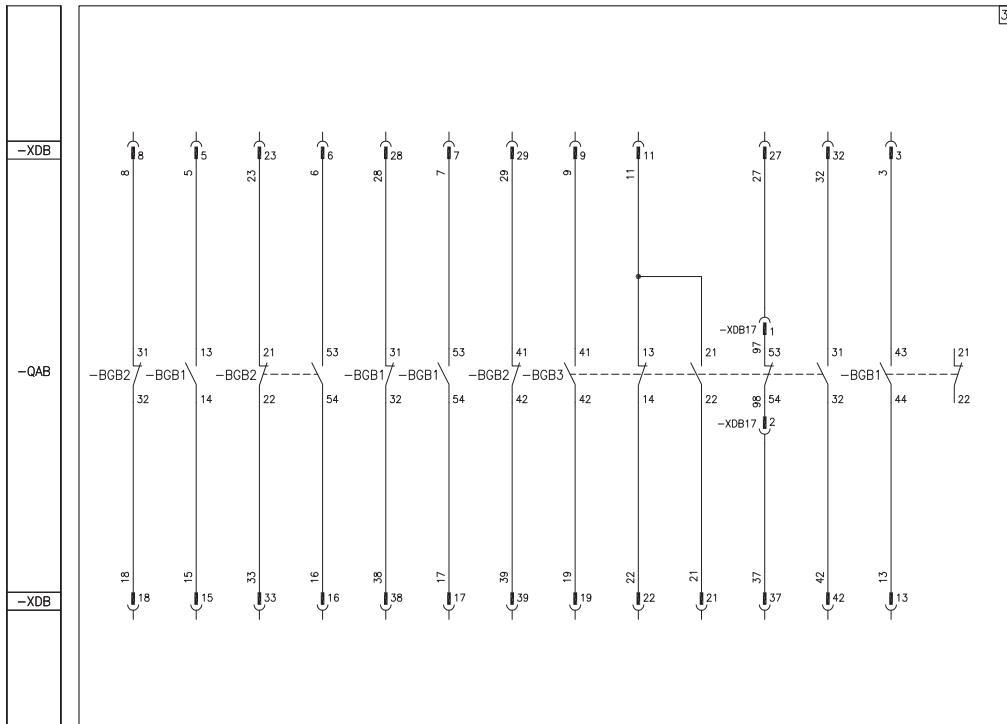 3
-XDB 8 5 23 6 28 7 29 9 11 27 32 3
8 5 23 6 28 7 29 9 11 27 32 3
-XDB17 1
97
31 13 21 53 31 53 41 41 13 21 53 31 43 21
-QAB -BGB2 -BGB1 -BGB2 -BGB1 -BGB1 -BGB2 -BGB3 -BGB1
32 14 22 54 32 54 42 42 14 22 54 32 44 22
98
-XDB17 2
18 15 33 16 38 17 39 19 22 21 37 42 13
-XDB 18 15 33 16 38 17 39 19 22 21 37 42 13